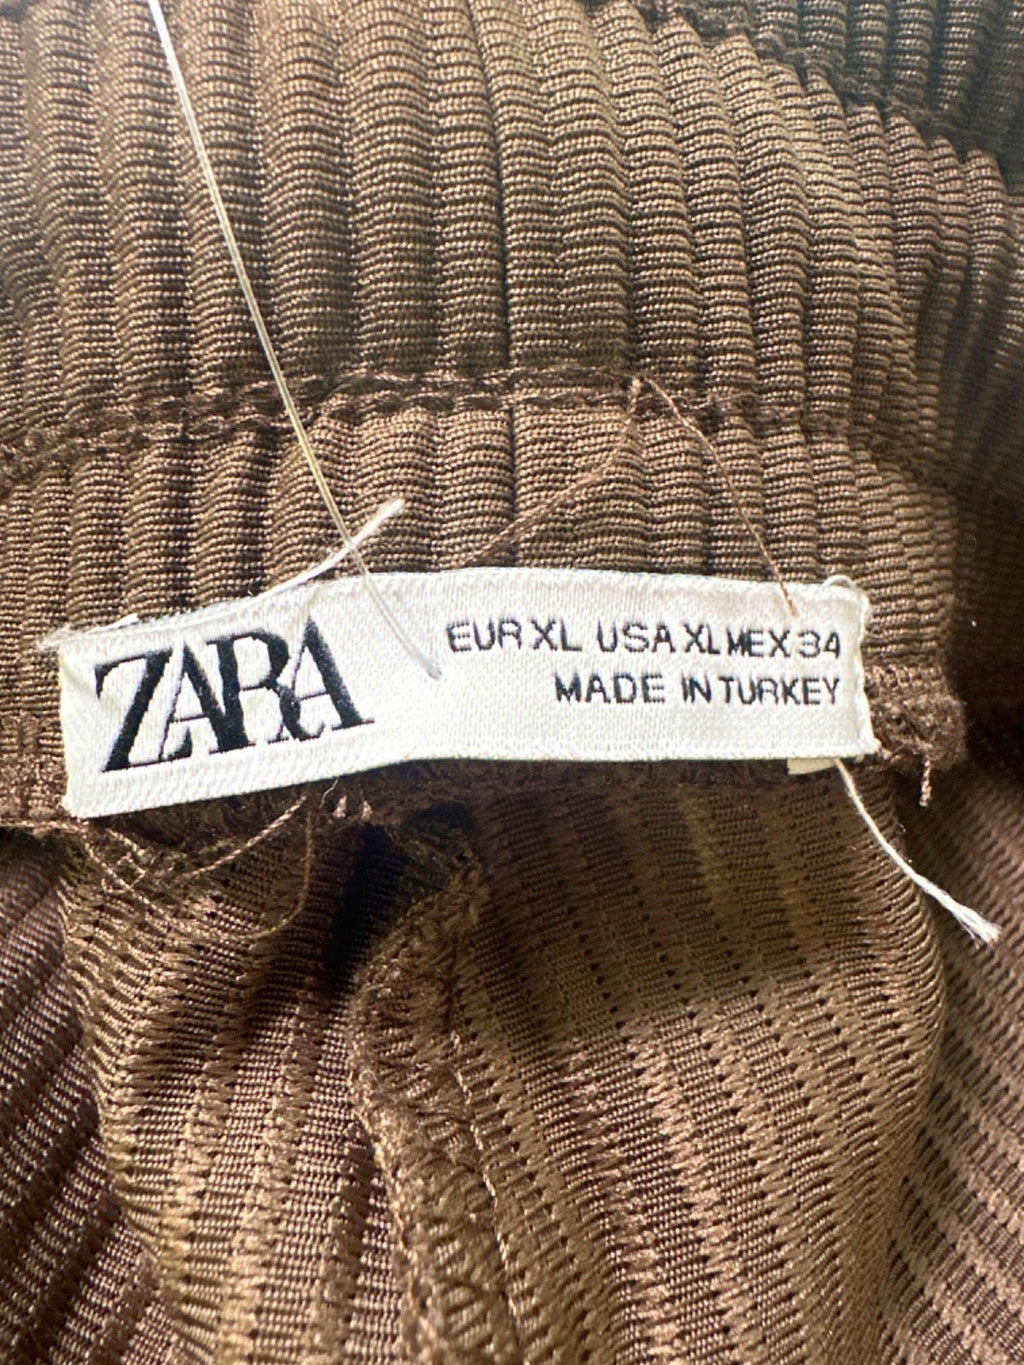 ZARA
EUR XL USA XL MEX 34
MADE IN TURKEY